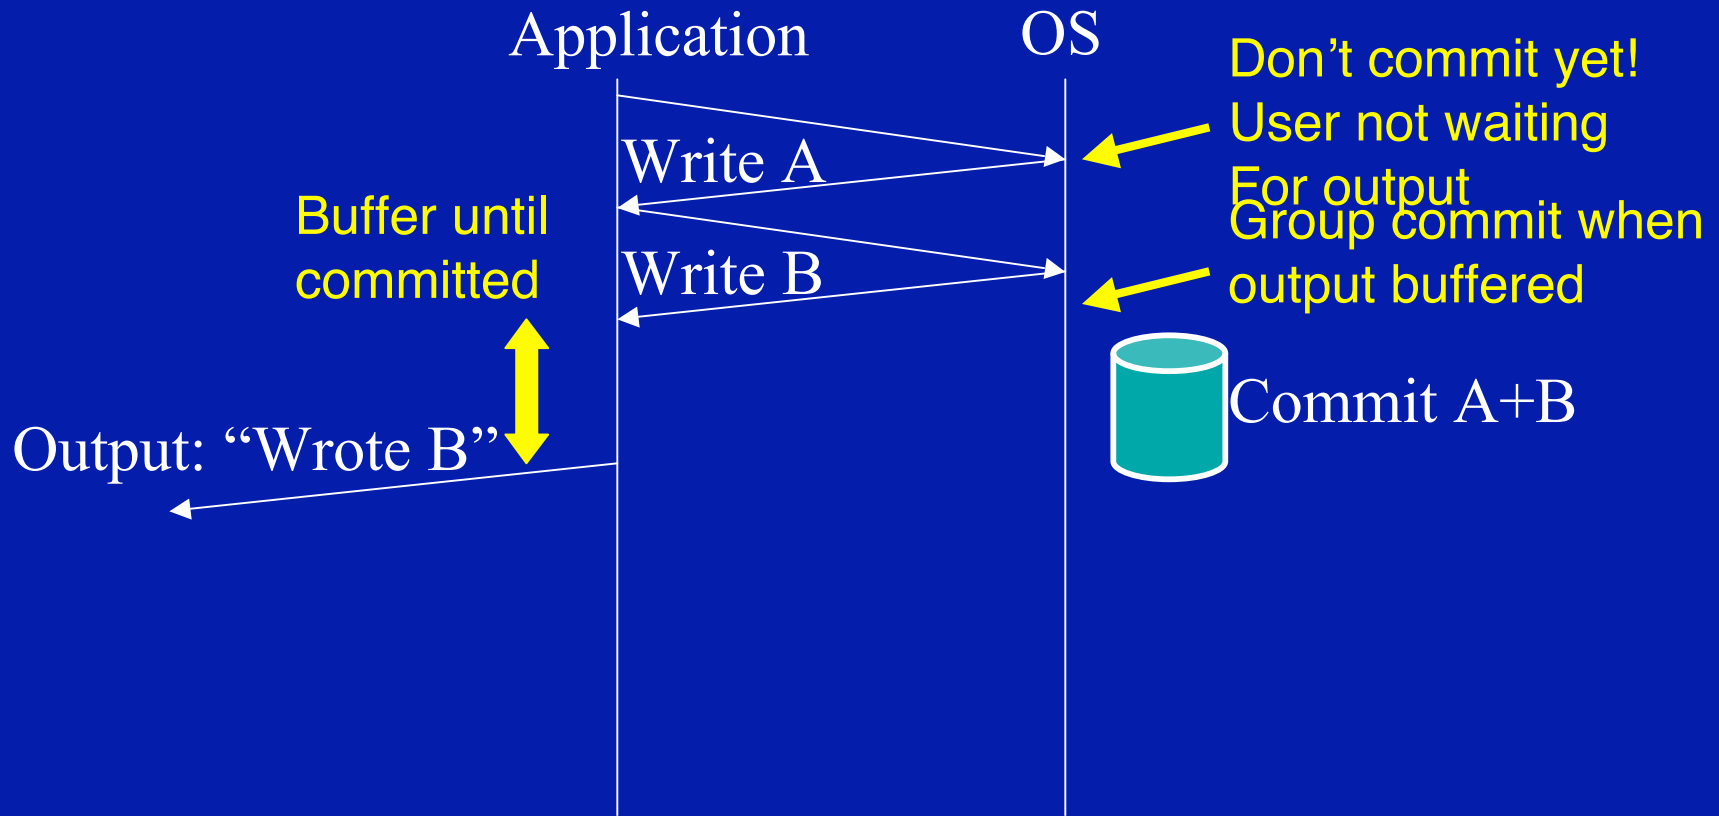 Application
OS
Don’t commit yet!
User not waiting
For output
Group commit when
output buffered
Write A
Buffer until
committed
Write B
Commit A+B
Output: “Wrote B”